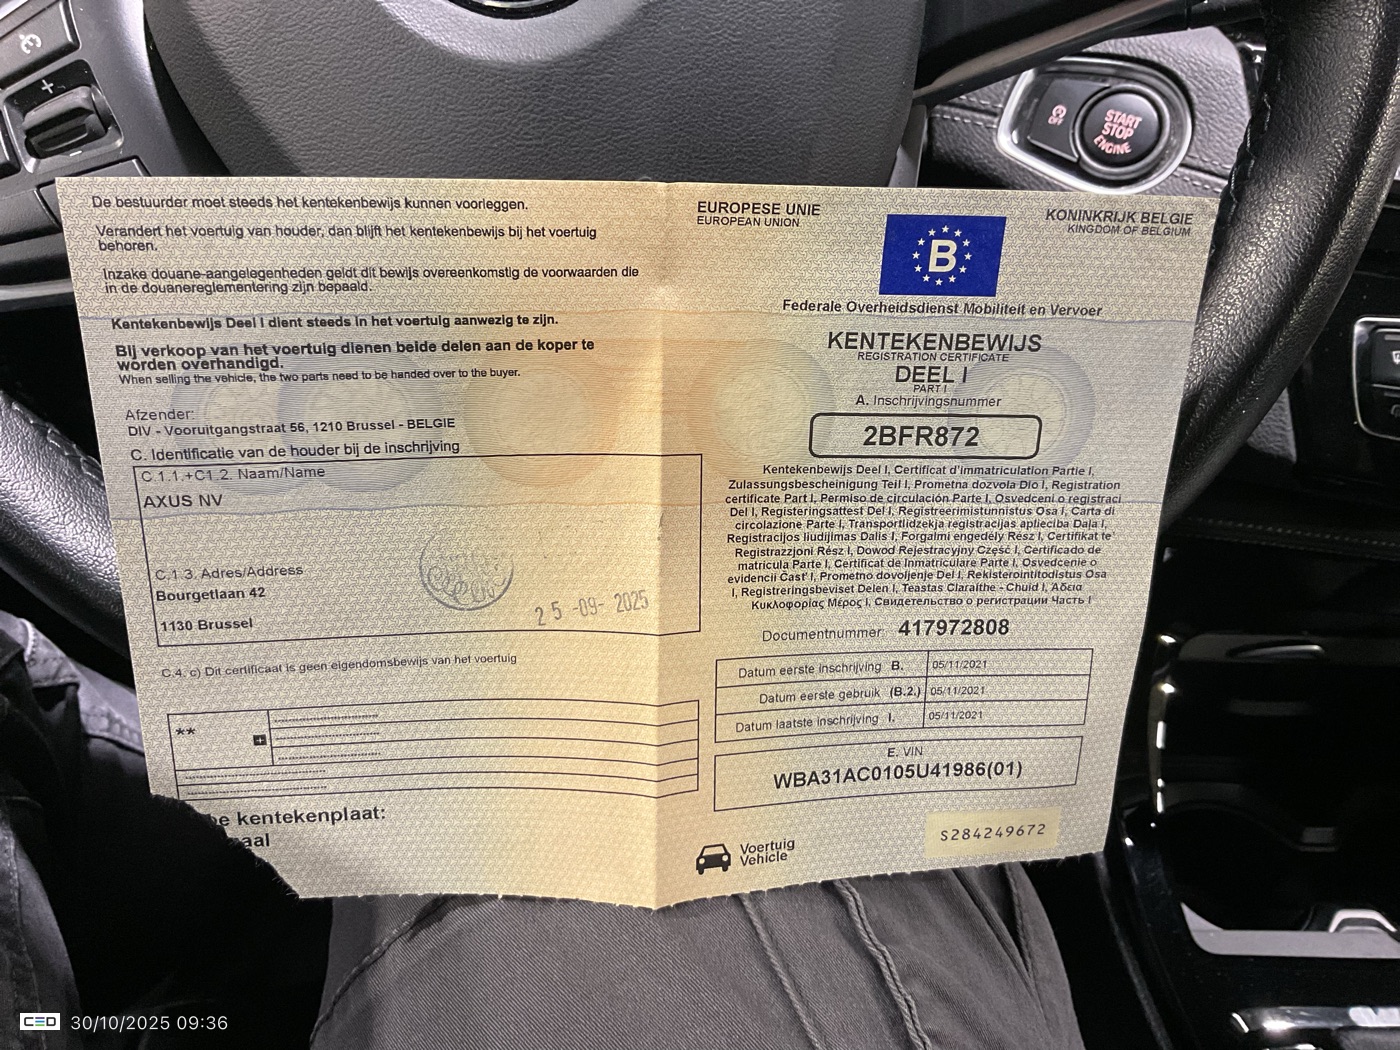 +
OFF
START
STOP
ENGINE
De bestuurder moet steeds het kentekenbewijs kunnen voorleggen.
Verandert het voertuig van houder, dan blijft het kentekenbewijs bij het voertuig
behoren.
Inzake douane-aangelegenheden geldt dit bewijs overeenkomstig de voorwaarden die
in de douanereglementering zijn bepaald.
Kentekenbewijs Deel I dient steeds in het voertuig aanwezig te zijn.
Bij verkoop van het voertuig dienen beide delen aan de koper te
worden overhandigd.
When selling the vehicle, the two parts need to be handed over to the buyer.
Afzender:
DIV - Vooruitgangstraat 56, 1210 Brussel - BELGIE
C. Identificatie van de houder bij de inschrijving
C.1.1.+C1.2. Naam/Name
AXUS NV
C.1.3. Adres/Address
Bourgetlaan 42
1130 Brussel
25 -09- 2025
C.4. c) Dit certificaat is geen eigendomsbewijs van het voertuig
**
+
be kentekenplaat:
aal
EUROPESE UNIE
EUROPEAN UNION
B
KONINKRIJK BELGIE
KINGDOM OF BELGIUM
Federale Overheidsdienst Mobiliteit en Vervoer
KENTEKENBEWIJS
REGISTRATION CERTIFICATE
DEEL I
PART I
A. Inschrijvingsnummer
2BFR872
Kentekenbewijs Deel I, Certificat d'immatriculation Partie I,
Zulassungsbescheinigung Teil I, Prometna dozvola Dio I, Registration
certificate Part I, Permiso de circulación Parte I, Osvedceni o registraci
Del I, Registeringsattest Del I, Registreerimistunnistus Osa I, Carta di
circolazione Parte I, Transportlidzekja registracijas aplieciba Daļa I,
Registracijos liudijimas Dalis I, Forgalmi engedély Rész I, Certifikat te'
Registrazzjoni Rész I, Dowod Rejestracyjny Część I, Certificado de
matricula Parte I, Certificat de Inmatriculare Parte I, Osvedcenie o
evidencii Cast' I, Prometno dovoljenje Del I, Rekisterointitodistus Osa
I, Registreringsbeviset Delen I, Teastas Claraithe - Chuid I, Άδεια
Κυκλοφορίας Μέρος I, Свидетельство о регистрации Часть I
Documentnummer: 417972808
Datum eerste inschrijving B. 05/11/2021
Datum eerste gebruik (B.2.) 05/11/2021
Datum laatste inschrijving I. 05/11/2021
E. VIN
WBA31AC0105U41986(01)
Voertuig
Vehicle
S284249672
CED 30/10/2025 09:36